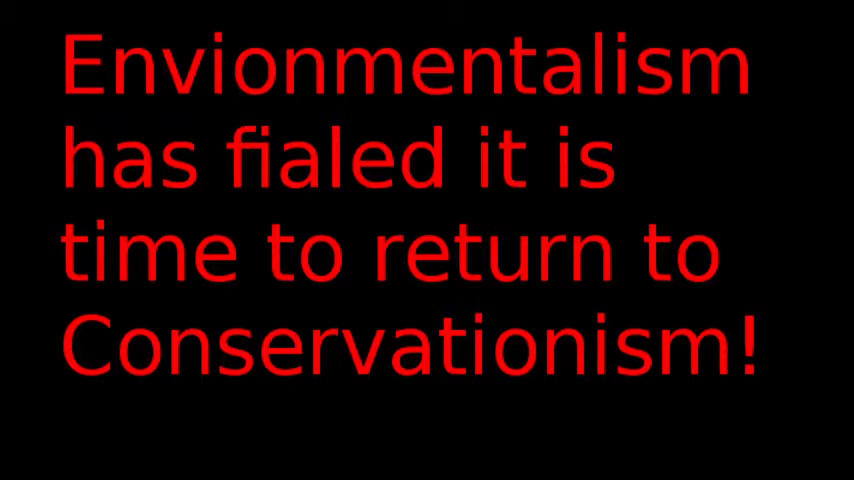 Envionmentalism
has fialed it is
time to return to
Conservationism!